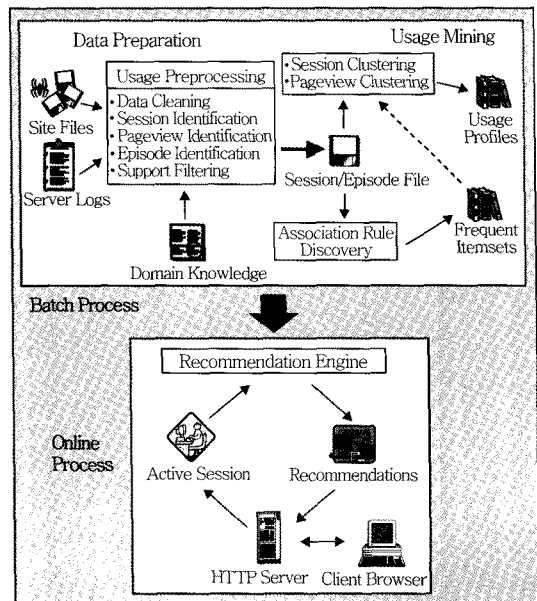 Data Preparation
Usage Mining
Usage Preprocessing
• Data Cleaning
• Session Identification
• Pageview Identification
• Episode Identification
• Support Filtering
• Session Clustering
• Pageview Clustering
Site Files
Usage
Profiles
Server Logs
Session/Episode File
Domain Knowledge
Association Rule
Discovery
Frequent
Itemsets
Batch Process
Recommendation Engine
Online
Process
Active Session
Recommendations
HTTP Server
Client Browser